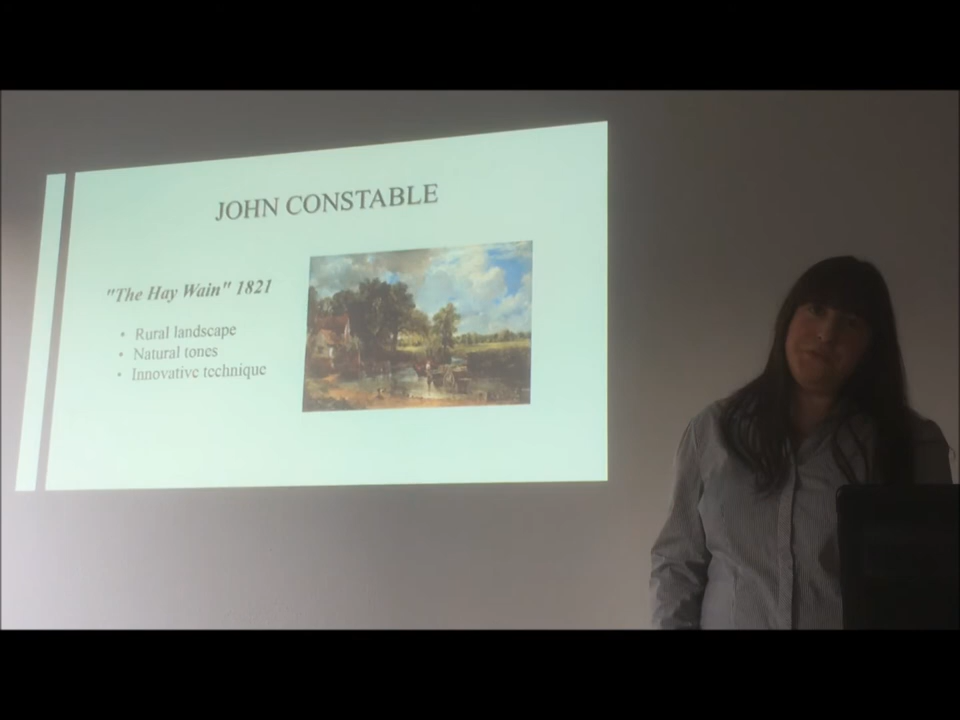 JOHN CONSTABLE
"The Hay Wain" 1821
• Rural landscape
• Natural tones
• Innovative technique